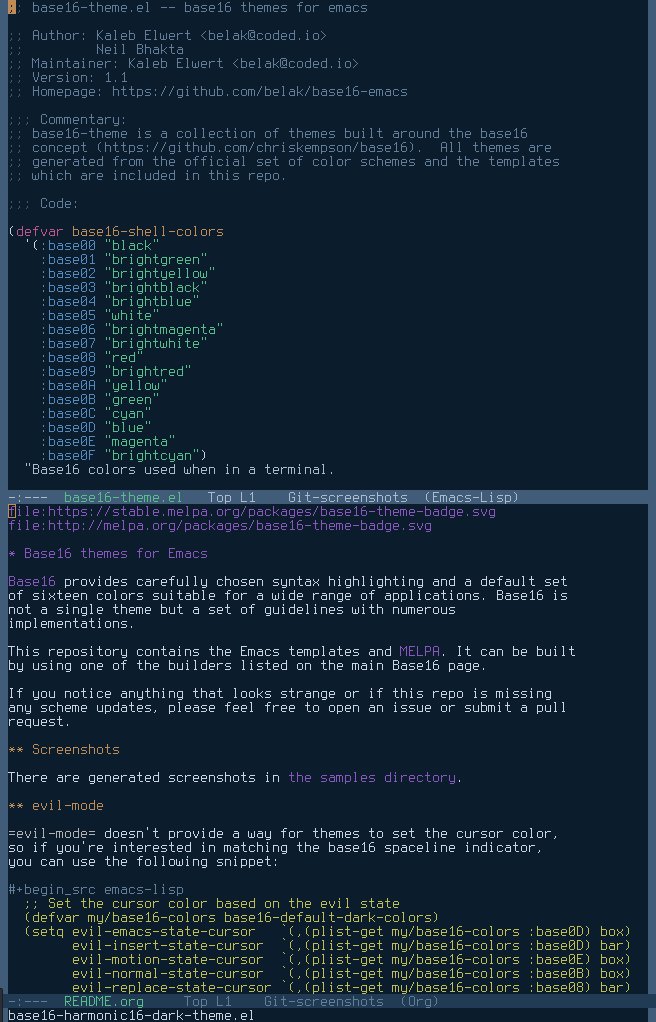 ;; base16-theme.el -- base16 themes for emacs
;; Author: Kaleb Elwert <belak@coded.io>
;;         Neil Bhakta
;; Maintainer: Kaleb Elwert <belak@coded.io>
;; Version: 1.1
;; Homepage: https://github.com/belak/base16-emacs
;;; Commentary:
;; base16-theme is a collection of themes built around the base16
;; concept (https://github.com/chriskempson/base16).  All themes are
;; generated from the official set of color schemes and the templates
;; which are included in this repo.
;;; Code:
(defvar base16-shell-colors
  '(:base00 "black"
    :base01 "brightgreen"
    :base02 "brightyellow"
    :base03 "brightblack"
    :base04 "brightblue"
    :base05 "white"
    :base06 "brightmagenta"
    :base07 "brightwhite"
    :base08 "red"
    :base09 "brightred"
    :base0A "yellow"
    :base0B "green"
    :base0C "cyan"
    :base0D "blue"
    :base0E "magenta"
    :base0F "brightcyan")
  "Base16 colors used when in a terminal.
-:---  base16-theme.el   Top L1    Git-screenshots  (Emacs-Lisp)
file:https://stable.melpa.org/packages/base16-theme-badge.svg
file:http://melpa.org/packages/base16-theme-badge.svg
* Base16 themes for Emacs
Base16 provides carefully chosen syntax highlighting and a default set
of sixteen colors suitable for a wide range of applications. Base16 is
not a single theme but a set of guidelines with numerous
implementations.
This repository contains the Emacs templates and MELPA. It can be built
by using one of the builders listed on the main Base16 page.
If you notice anything that looks strange or if this repo is missing
any scheme updates, please feel free to open an issue or submit a pull
request.
** Screenshots
There are generated screenshots in the samples directory.
** evil-mode
=evil-mode= doesn't provide a way for themes to set the cursor color,
so if you're interested in matching the base16 spaceline indicator,
you can use the following snippet:
#+begin_src emacs-lisp
  ;; Set the cursor color based on the evil state
  (defvar my/base16-colors base16-default-dark-colors)
  (setq evil-emacs-state-cursor   `(,(plist-get my/base16-colors :base0D) box)
        evil-insert-state-cursor  `(,(plist-get my/base16-colors :base0D) bar)
        evil-motion-state-cursor  `(,(plist-get my/base16-colors :base0E) box)
        evil-normal-state-cursor  `(,(plist-get my/base16-colors :base0B) box)
        evil-replace-state-cursor `(,(plist-get my/base16-colors :base08) bar)
-:---  README.org     Top L1    Git-screenshots  (Org)
base16-harmonic16-dark-theme.el